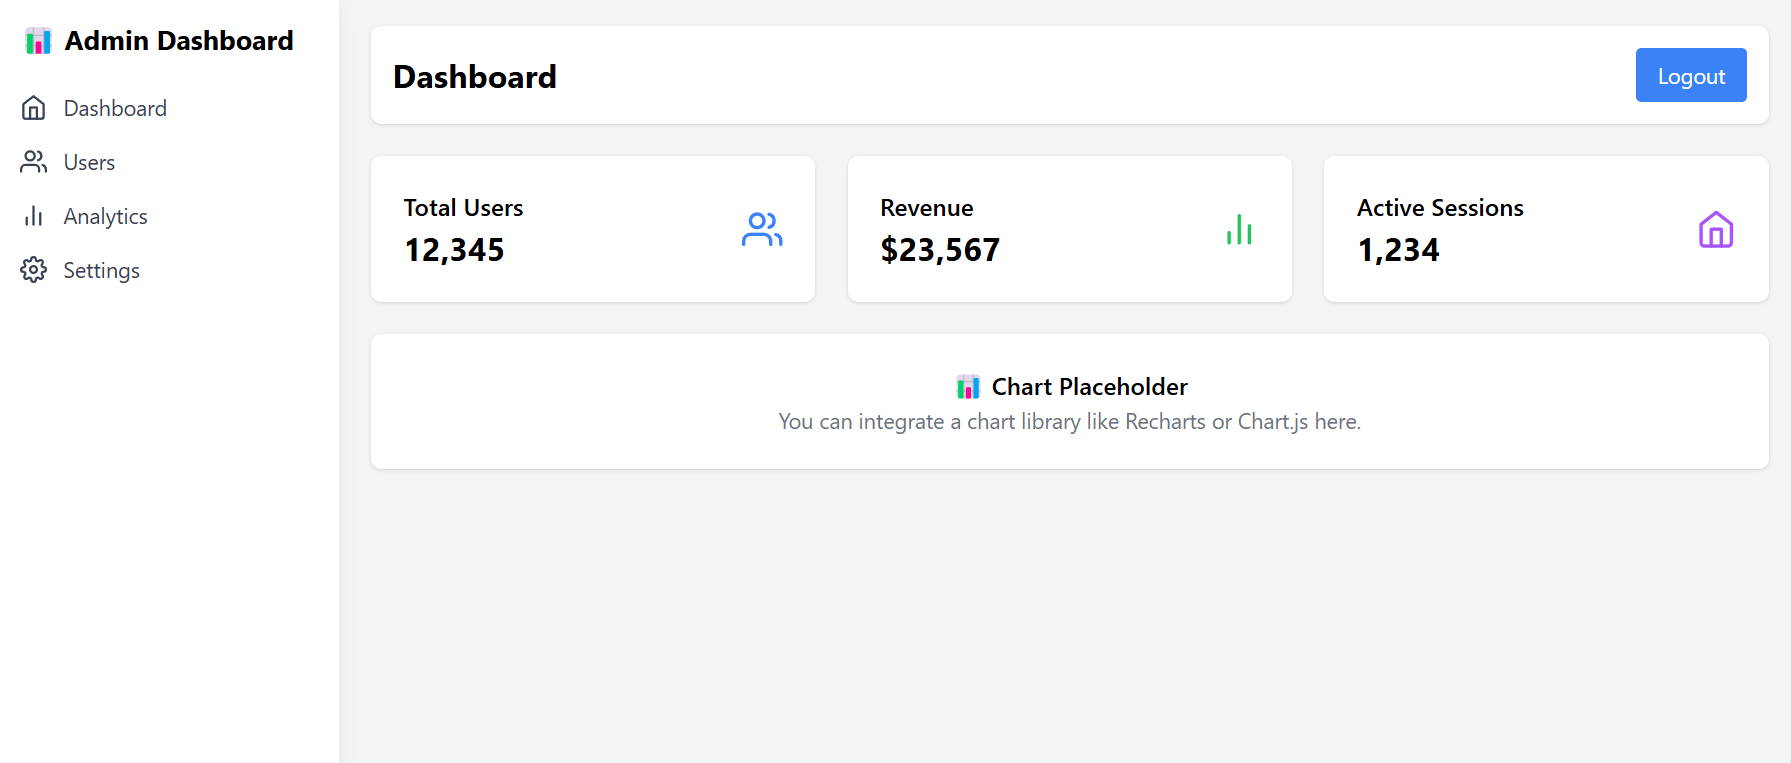 Admin Dashboard
Dashboard
Users
Analytics
Settings
Dashboard
Logout
Total Users
12,345
Revenue
$23,567
Active Sessions
1,234
Chart Placeholder
You can integrate a chart library like Recharts or Chart.js here.